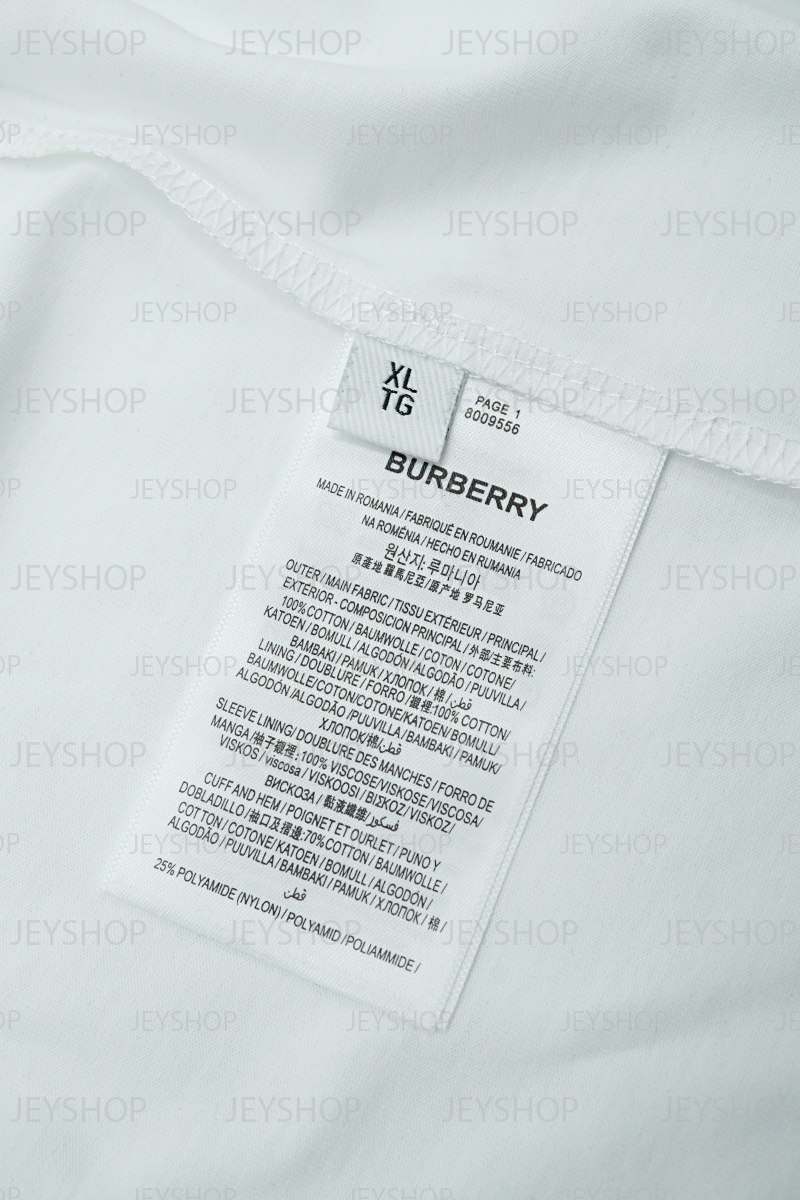 XL
TG
PAGE 1
8009556
BURBERRY
MADE IN ROMANIA / FABRIQUÉ EN ROUMANIE / FABRICADO
NA ROMÉNIA / HECHO EN RUMANIA
원산지: 루마니아
原產地 羅馬尼亞/原产地 罗马尼亚
OUTER / MAIN FABRIC / TISSU EXTÉRIEUR / PRINCIPAL /
EXTERIOR - COMPOSICION PRINCIPAL / 外部/主要布料:
100% COTTON / BAUMWOLLE / COTON / COTONE /
KATOEN / BOMULL / ALGODÓN / ALGODÃO / PUUVILLA /
BAMBAKI / PAMUK / ХЛОПОК / 棉 / قطن
LINING / DOUBLURE / FORRO / 襯裡:100% COTTON/
BAUMWOLLE/COTON/COTONE/KATOEN/ BOMULL/
ALGODÓN /ALGODÃO /PUUVILLA / BAMBAKI / PAMUK/
ХЛОПОК/棉/قطن
SLEEVE LINING/ DOUBLURE DES MANCHES / FORRO DE
MANGA /袖子襯裡: 100% VISCOSE/VISKOSE/VISCOSA/
VISKOS / viscosa / VISKOOSI / ΒΙΣΚΟΖ/ VISKOZ/
ВИСКОЗА / 黏液纖維/فسكوز
CUFF AND HEM / POIGNET ET OURLET / PUNO Y
DOBLADILLO / 袖口及摺邊:70% COTTON / BAUMWOLLE /
COTTON / COTONE/ KATOEN / BOMULL / ALGODÓN /
ALGODÃO / PUUVILLA / BAMBAKI / PAMUK / ХЛОПОК / 棉 /
قطن
25% POLYAMIDE (NYLON) / POLYAMID /POLIAMMIDE /
JEYSHOP